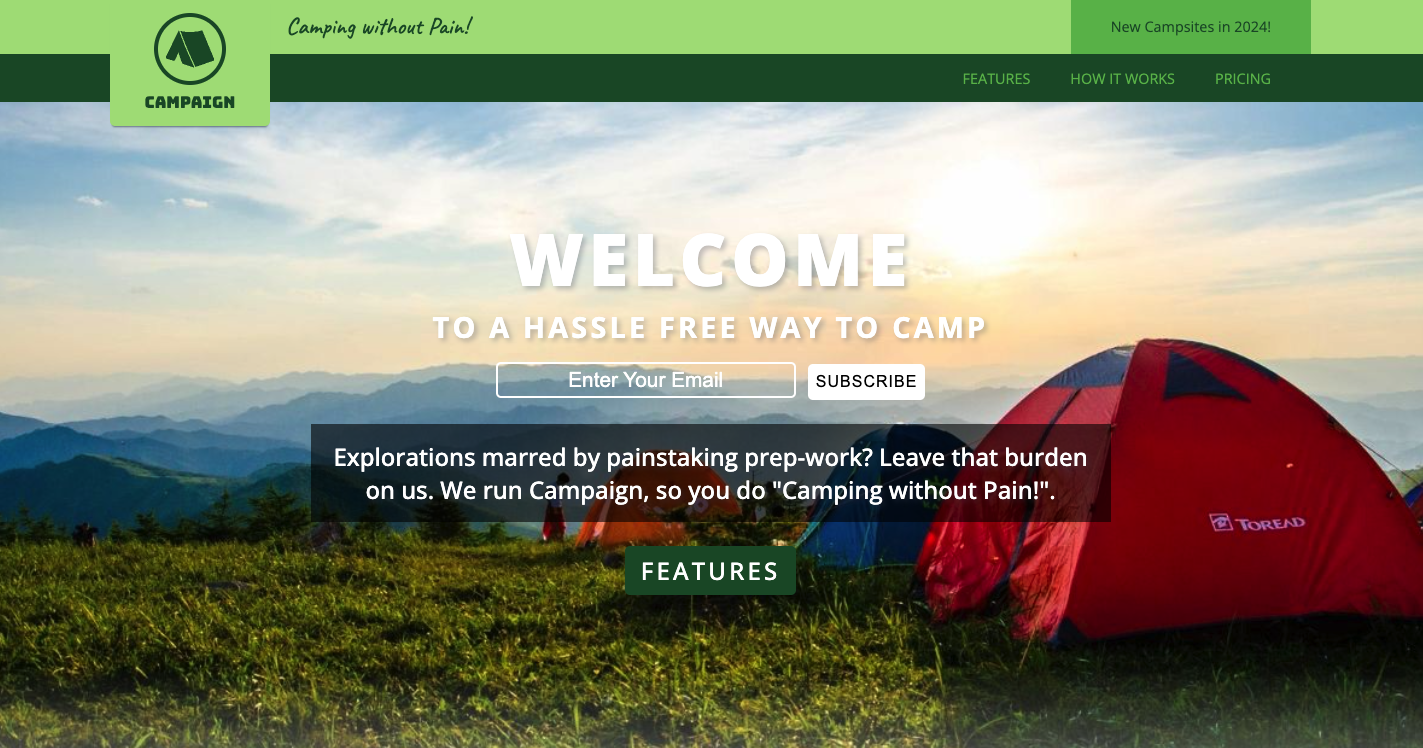 Camping without Pain!
New Campsites in 2024!
CAMPAIGN
FEATURES
HOW IT WORKS
PRICING
WELCOME
TO A HASSLE FREE WAY TO CAMP
Enter Your Email
SUBSCRIBE
Explorations marred by painstaking prep-work? Leave that burden
on us. We run Campaign, so you do "Camping without Pain!".
TOREAD
FEATURES